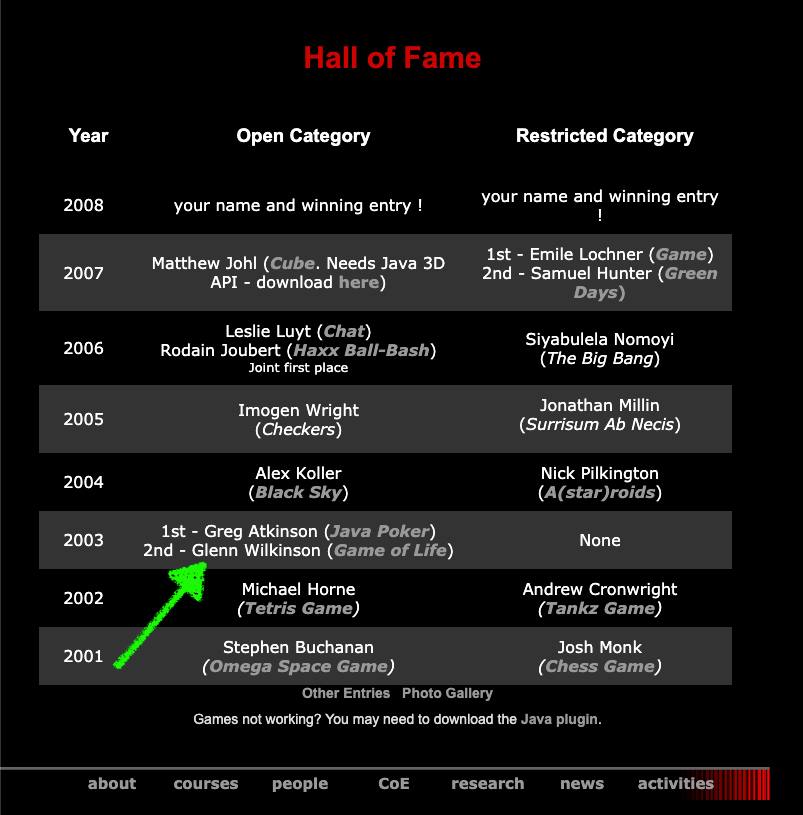 Hall of Fame
Year Open Category Restricted Category
2008 your name and winning entry ! your name and winning entry
!
2007 Matthew Johl (Cube. Needs Java 3D
API - download here) 1st - Emile Lochner (Game)
2nd - Samuel Hunter (Green
Days)
2006 Leslie Luyt (Chat)
Rodain Joubert (Haxx Ball-Bash)
Joint first place
Siyabulela Nomoyi
(The Big Bang)
2005 Imogen Wright
(Checkers)
Jonathan Millin
(Surrisum Ab Necis)
2004 Alex Koller
(Black Sky)
Nick Pilkington
(A(star)roids)
2003 1st - Greg Atkinson (Java Poker)
2nd - Glenn Wilkinson (Game of Life)
None
2002 Michael Horne
(Tetris Game)
Andrew Cronwright
(Tankz Game)
2001 Stephen Buchanan
(Omega Space Game)
Josh Monk
(Chess Game)
Other Entries Photo Gallery
Games not working? You may need to download the Java plugin.
about courses people CoE research news activities